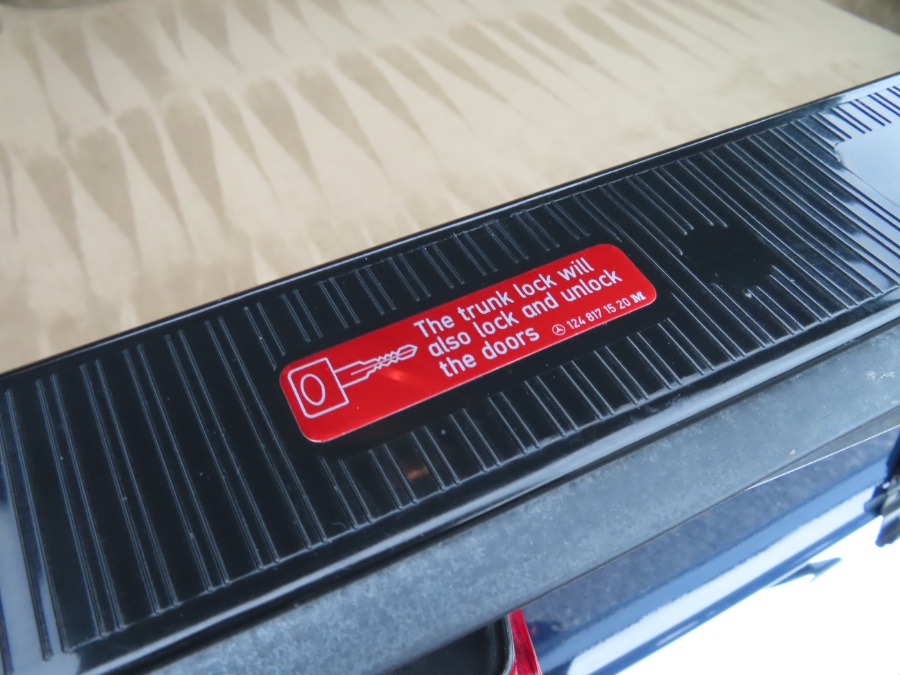 The trunk lock will
also lock and unlock
the doors
124 817 15 20 M